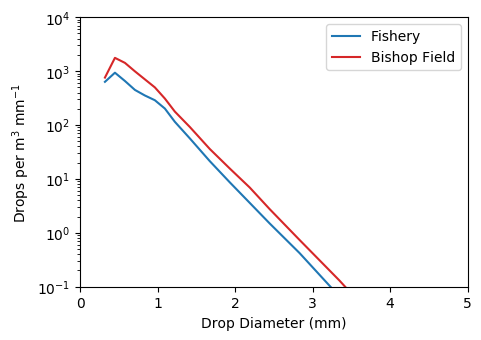 10⁴
10³
10²
10¹
10⁰
10⁻¹
Drops per m³ mm⁻¹
Fishery
Bishop Field
0 1 2 3 4 5
Drop Diameter (mm)